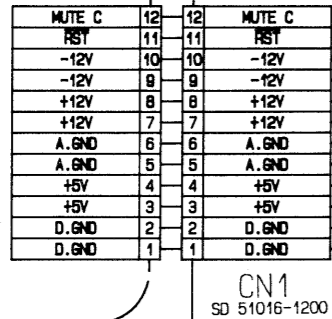 MUTE C 12 12 MUTE C
RST 11 11 RST
-12V 10 10 -12V
-12V 9 9 -12V
+12V 8 8 +12V
+12V 7 7 +12V
A.GND 6 6 A.GND
A.GND 5 5 A.GND
+5V 4 4 +5V
+5V 3 3 +5V
D.GND 2 2 D.GND
D.GND 1 1 D.GND
CN1
SD 51016-1200